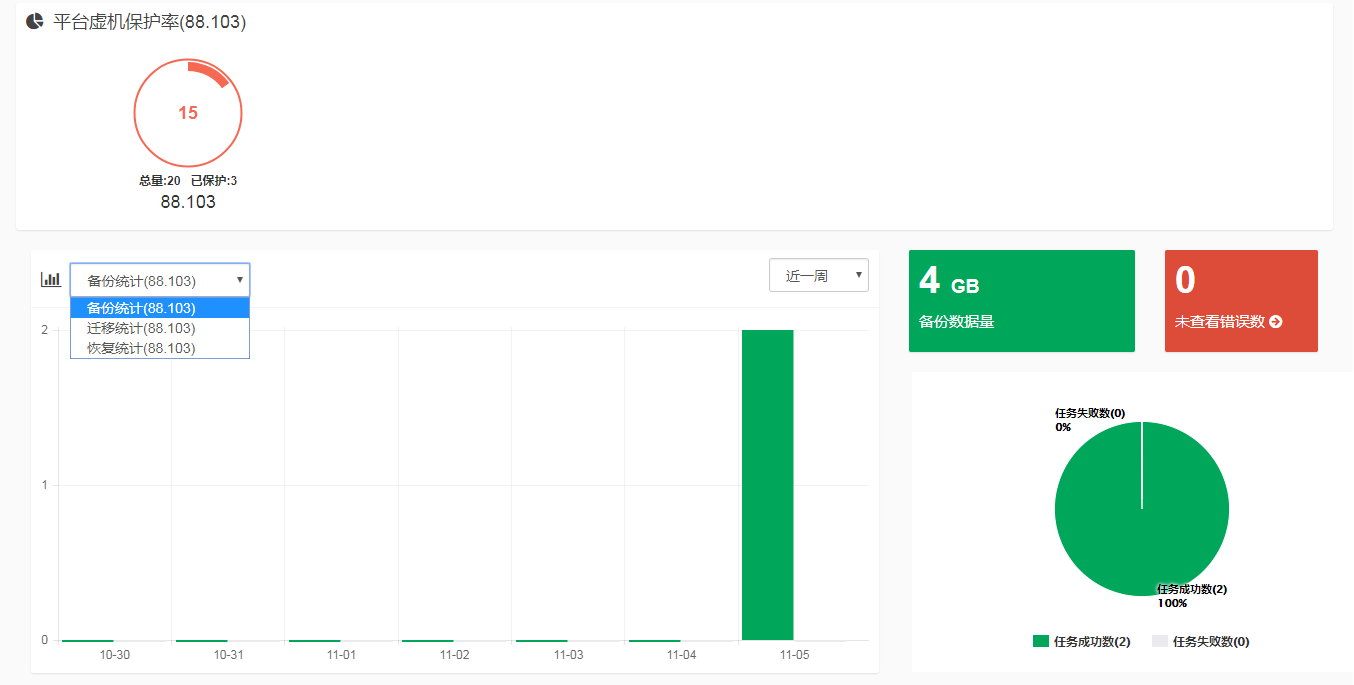 平台虚机保护率(88.103)
15
总量:20 已保护:3
88.103
备份统计(88.103)
近一周
备份统计(88.103)
迁移统计(88.103)
恢复统计(88.103)
2
1
0
10-30 10-31 11-01 11-02 11-03 11-04 11-05
4 GB
备份数据量
0
未查看错误数
任务失败数(0)
0%
任务成功数(2)
100%
任务成功数(2) 任务失败数(0)